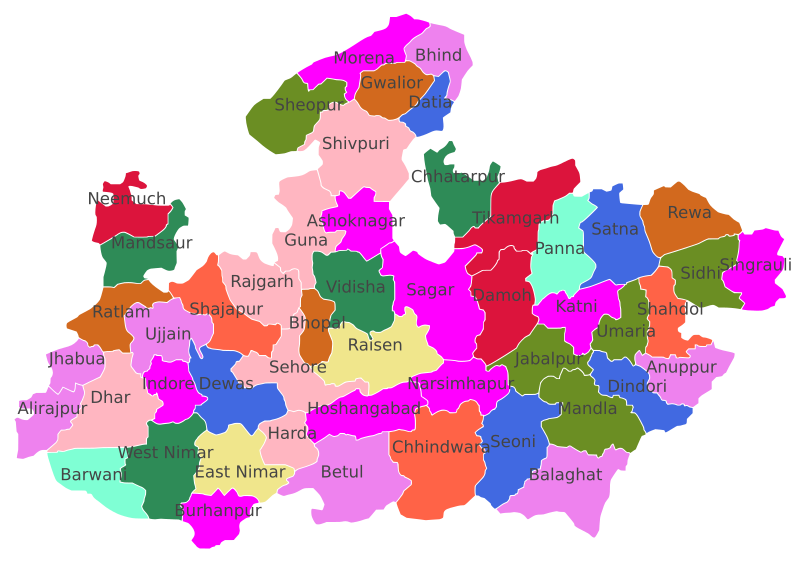 Morena
Bhind
Gwalior
Sheopur
Datia
Shivpuri
Chhatarpur
Neemuch
Tikamgarh
Rewa
Ashoknagar
Satna
Guna
Mandsaur
Panna
Singrauli
Sidhi
Rajgarh
Vidisha
Sagar
Damoh
Katni
Shahdol
Shajapur
Ratlam
Bhopal
Umaria
Ujjain
Raisen
Jhabua
Jabalpur
Sehore
Anuppur
Indore
Dewas
Narsimhapur
Dindori
Dhar
Alirajpur
Hoshangabad
Mandla
Harda
Seoni
Chhindwara
West Nimar
Barwani
East Nimar
Betul
Balaghat
Burhanpur